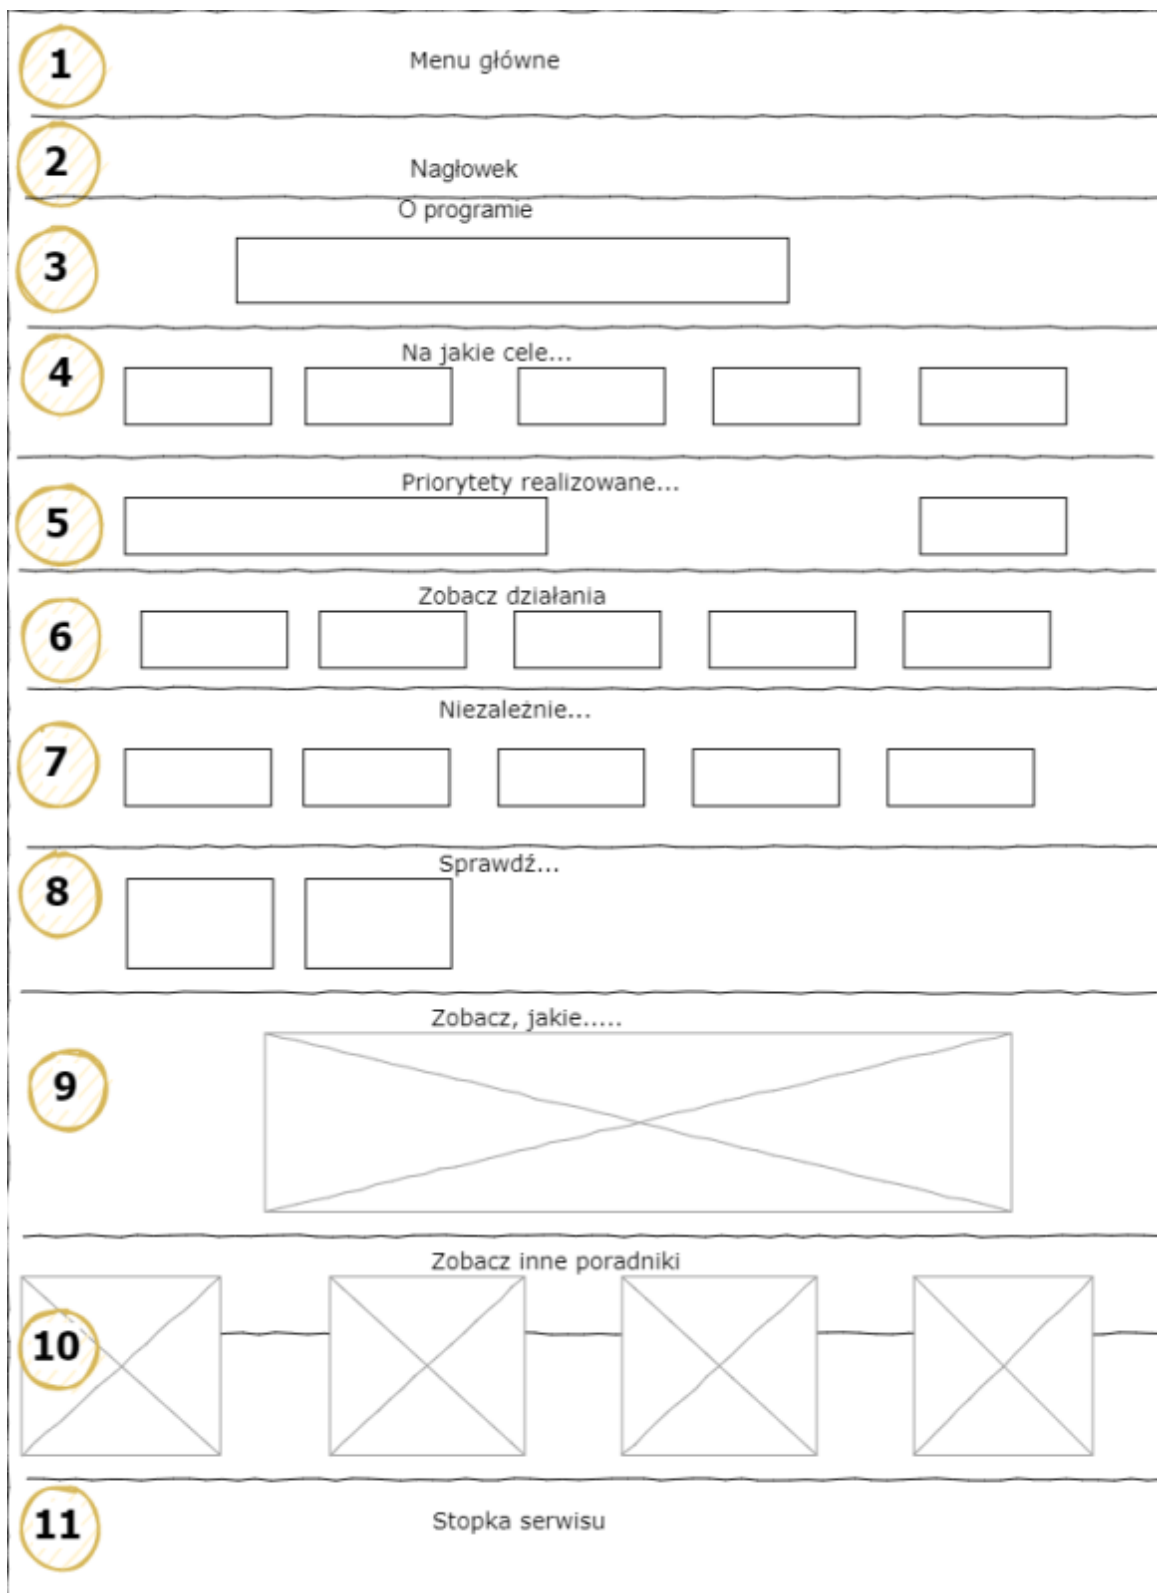 1
Menu główne
2
Nagłowek
O programie
3
4
Na jakie cele...
Priorytety realizowane...
5
Zobacz działania
6
Niezależnie...
7
Sprawdź...
8
Zobacz, jakie.....
9
Zobacz inne poradniki
10
11
Stopka serwisu